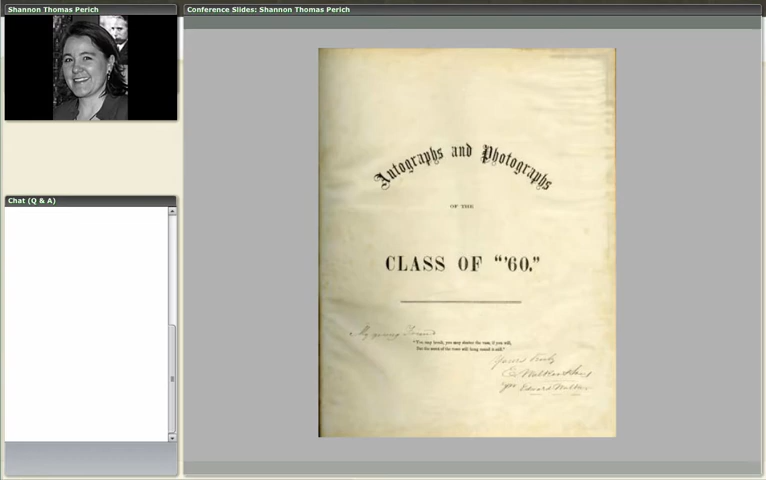 Shannon Thomas Perich
Conference Slides: Shannon Thomas Perich
Chat (Q & A)
Autographs and Photographs
OF THE
CLASS OF "'60."
My young Friend
"You may break, you may shatter the vase, if you will,
But the scent of the roses will hang round it still."
Yours truly